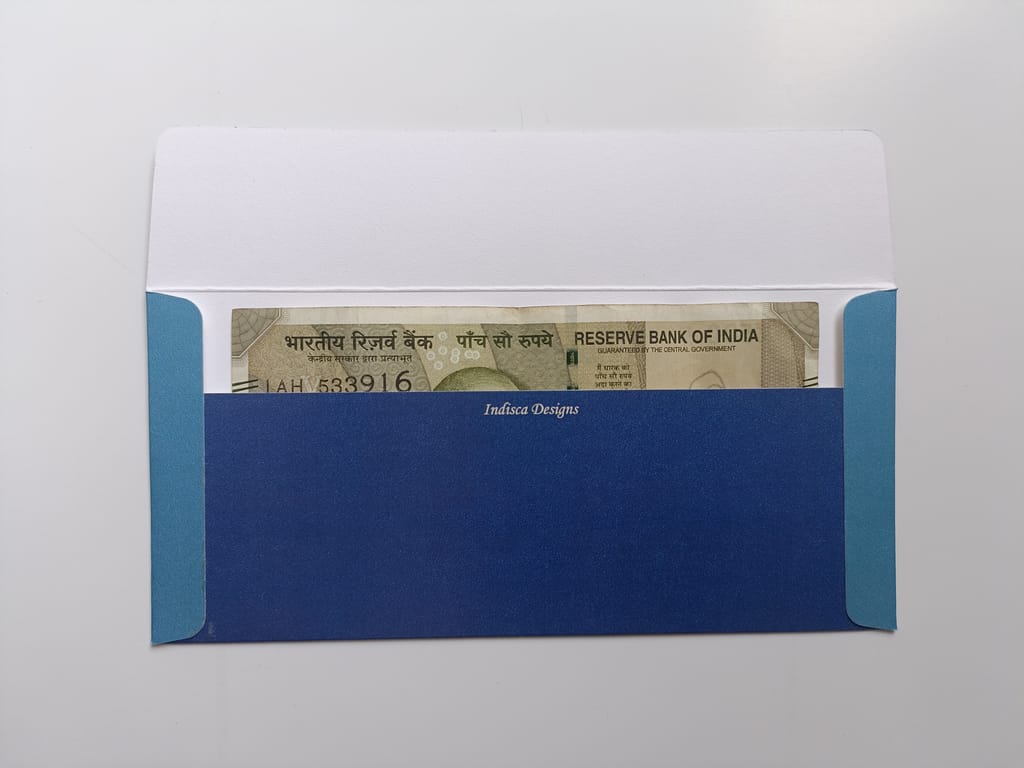 भारतीय रिज़र्व बैंक पाँच सौ रुपये RESERVE BANK OF INDIA
केन्द्रीय सरकार द्वारा प्रत्याभूत GUARANTEED BY THE CENTRAL GOVERNMENT
मैं धारक को
पाँच सौ रुपये
अदा करने का
1AH 533916
Indisca Designs